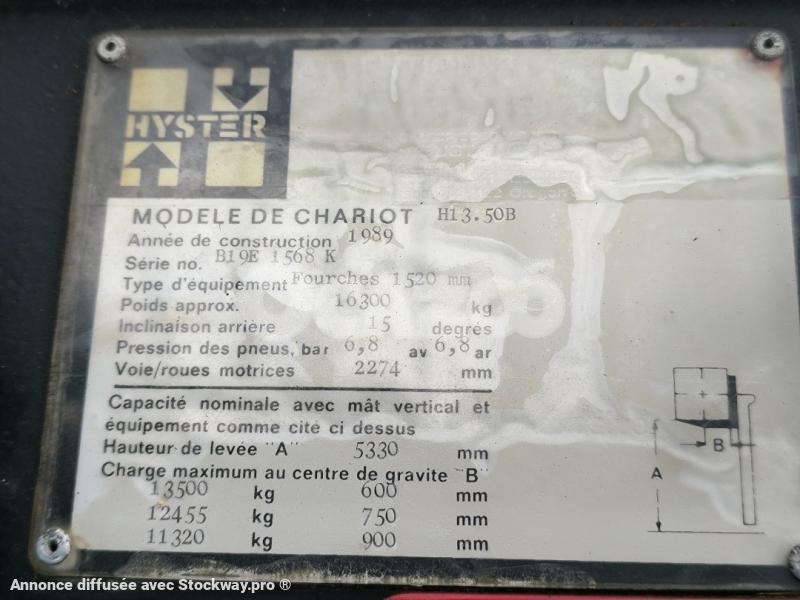 HYSTER
MODELE DE CHARIOT H13.50B
Année de construction 1989
Série no. B19E 1568 K
Type d'équipement Fourches 1520 mm
Poids approx. 16300 kg
Inclinaison arrière 15 degrés
Pression des pneus, bar 6,8 av 6,8 ar
Voie/roues motrices 2274 mm
Capacité nominale avec mât vertical et
équipement comme cité ci dessus
Hauteur de levée "A" 5330 mm
Charge maximum au centre de gravite "B"
13500 kg 600 mm
12455 kg 750 mm
11320 kg 900 mm
B
A
Annonce diffusée avec Stockway.pro ®